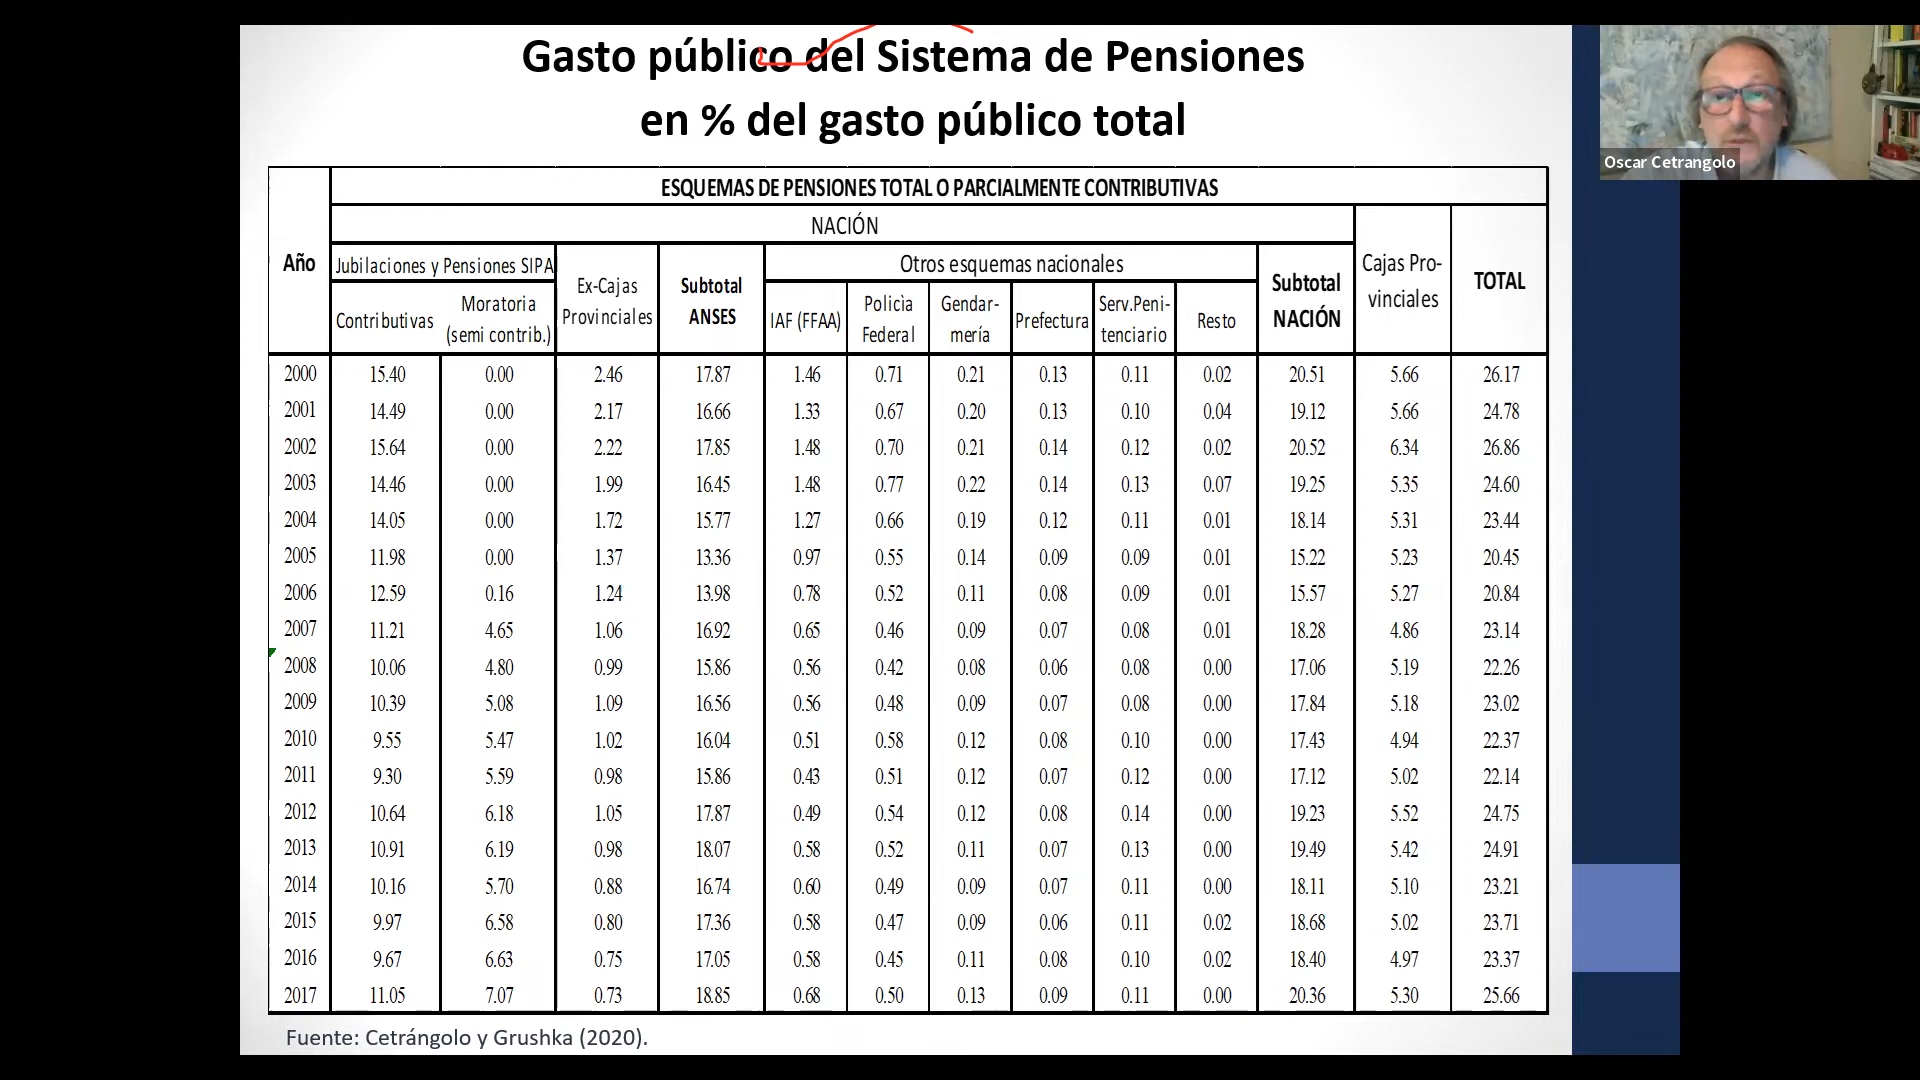 Gasto público del Sistema de Pensiones
en % del gasto público total
Oscar Cetrangolo
ESQUEMAS DE PENSIONES TOTAL O PARCIALMENTE CONTRIBUTIVAS
NACIÓN
Año
Jubilaciones y Pensiones SIPA
Contributivas
Moratoria
(semi contrib.)
Ex-Cajas
Provinciales
Subtotal
ANSES
Otros esquemas nacionales
IAF (FFAA)
Policìa
Federal
Gendar-
mería
Prefectura
Serv.Peni-
tenciario
Resto
Subtotal
NACIÓN
Cajas Pro-
vinciales
TOTAL
2000 15.40 0.00 2.46 17.87 1.46 0.71 0.21 0.13 0.11 0.02 20.51 5.66 26.17
2001 14.49 0.00 2.17 16.66 1.33 0.67 0.20 0.13 0.10 0.04 19.12 5.66 24.78
2002 15.64 0.00 2.22 17.85 1.48 0.70 0.21 0.14 0.12 0.02 20.52 6.34 26.86
2003 14.46 0.00 1.99 16.45 1.48 0.77 0.22 0.14 0.13 0.07 19.25 5.35 24.60
2004 14.05 0.00 1.72 15.77 1.27 0.66 0.19 0.12 0.11 0.01 18.14 5.31 23.44
2005 11.98 0.00 1.37 13.36 0.97 0.55 0.14 0.09 0.09 0.01 15.22 5.23 20.45
2006 12.59 0.16 1.24 13.98 0.78 0.52 0.11 0.08 0.09 0.01 15.57 5.27 20.84
2007 11.21 4.65 1.06 16.92 0.65 0.46 0.09 0.07 0.08 0.01 18.28 4.86 23.14
2008 10.06 4.80 0.99 15.86 0.56 0.42 0.08 0.06 0.08 0.00 17.06 5.19 22.26
2009 10.39 5.08 1.09 16.56 0.56 0.48 0.09 0.07 0.08 0.00 17.84 5.18 23.02
2010 9.55 5.47 1.02 16.04 0.51 0.58 0.12 0.08 0.10 0.00 17.43 4.94 22.37
2011 9.30 5.59 0.98 15.86 0.43 0.51 0.12 0.07 0.12 0.00 17.12 5.02 22.14
2012 10.64 6.18 1.05 17.87 0.49 0.54 0.12 0.08 0.14 0.00 19.23 5.52 24.75
2013 10.91 6.19 0.98 18.07 0.58 0.52 0.11 0.07 0.13 0.00 19.49 5.42 24.91
2014 10.16 5.70 0.88 16.74 0.60 0.49 0.09 0.07 0.11 0.00 18.11 5.10 23.21
2015 9.97 6.58 0.80 17.36 0.58 0.47 0.09 0.06 0.11 0.02 18.68 5.02 23.71
2016 9.67 6.63 0.75 17.05 0.58 0.45 0.11 0.08 0.10 0.02 18.40 4.97 23.37
2017 11.05 7.07 0.73 18.85 0.68 0.50 0.13 0.09 0.11 0.00 20.36 5.30 25.66
Fuente: Cetrángolo y Grushka (2020).